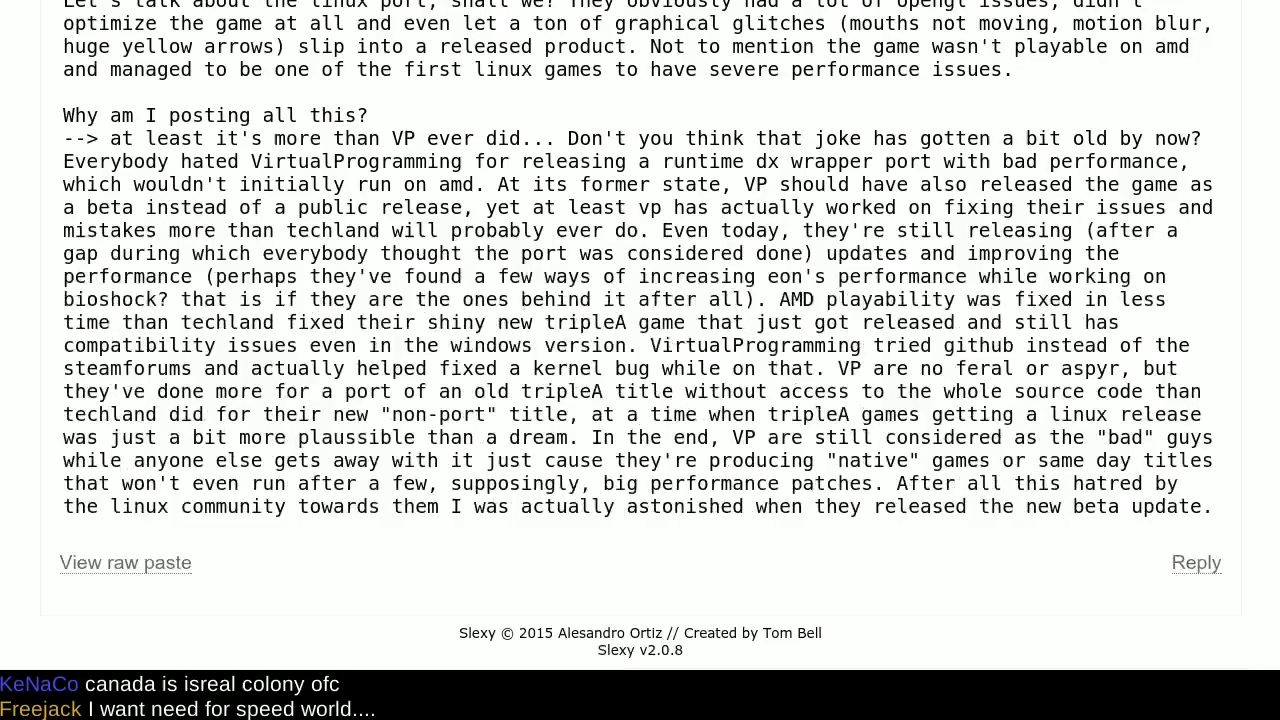 Let's talk about the linux port, shall we? They obviously had a lot of opengl issues, didn't
optimize the game at all and even let a ton of graphical glitches (mouths not moving, motion blur,
huge yellow arrows) slip into a released product. Not to mention the game wasn't playable on amd
and managed to be one of the first linux games to have severe performance issues.
Why am I posting all this?
--> at least it's more than VP ever did... Don't you think that joke has gotten a bit old by now?
Everybody hated VirtualProgramming for releasing a runtime dx wrapper port with bad performance,
which wouldn't initially run on amd. At its former state, VP should have also released the game as
a beta instead of a public release, yet at least vp has actually worked on fixing their issues and
mistakes more than techland will probably ever do. Even today, they're still releasing (after a
gap during which everybody thought the port was considered done) updates and improving the
performance (perhaps they've found a few ways of increasing eon's performance while working on
bioshock? that is if they are the ones behind it after all). AMD playability was fixed in less
time than techland fixed their shiny new tripleA game that just got released and still has
compatibility issues even in the windows version. VirtualProgramming tried github instead of the
steamforums and actually helped fixed a kernel bug while on that. VP are no feral or aspyr, but
they've done more for a port of an old tripleA title without access to the whole source code than
techland did for their new "non-port" title, at a time when tripleA games getting a linux release
was just a bit more plaussible than a dream. In the end, VP are still considered as the "bad" guys
while anyone else gets away with it just cause they're producing "native" games or same day titles
that won't even run after a few, supposingly, big performance patches. After all this hatred by
the linux community towards them I was actually astonished when they released the new beta update.
View raw paste
Reply
Slexy © 2015 Alesandro Ortiz // Created by Tom Bell
Slexy v2.0.8
KeNaCo canada is isreal colony ofc
Freejack I want need for speed world....